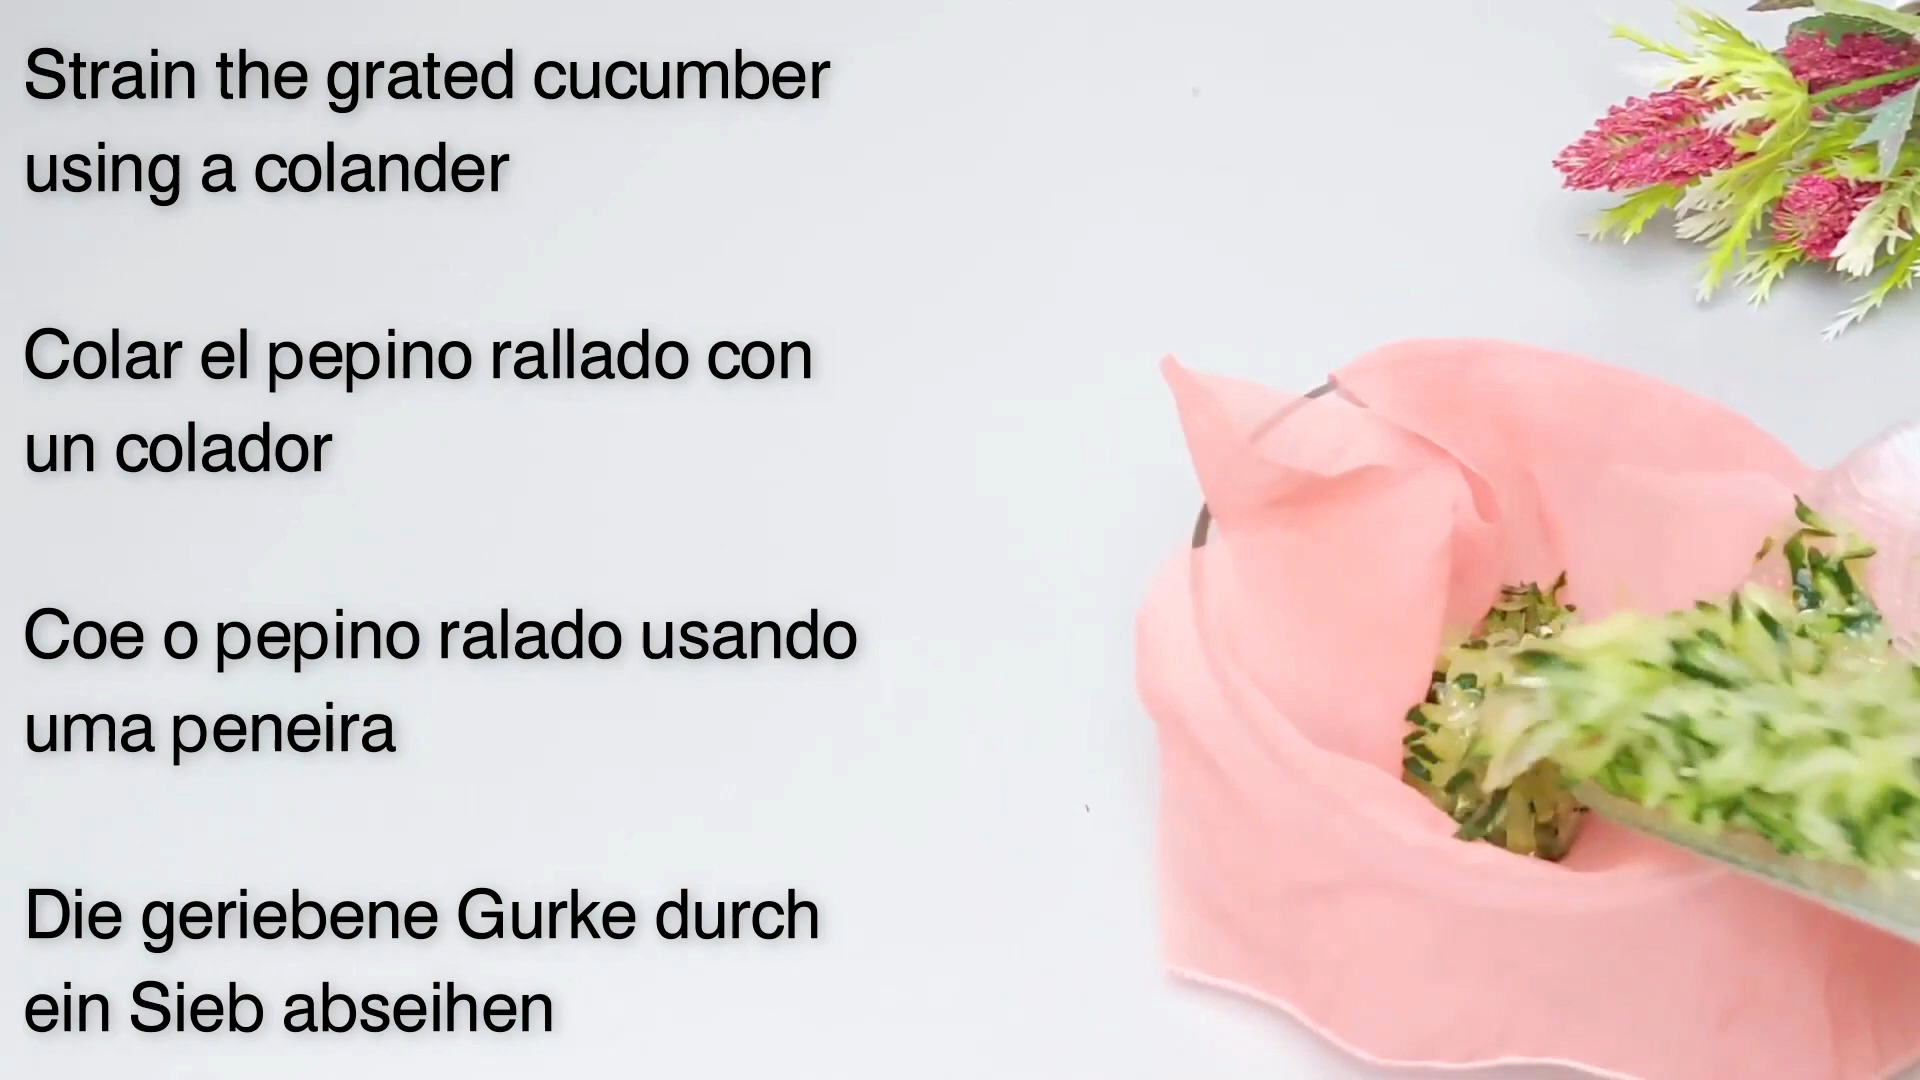 Strain the grated cucumber
using a colander
Colar el pepino rallado con
un colador
Coe o pepino ralado usando
uma peneira
Die geriebene Gurke durch
ein Sieb abseihen